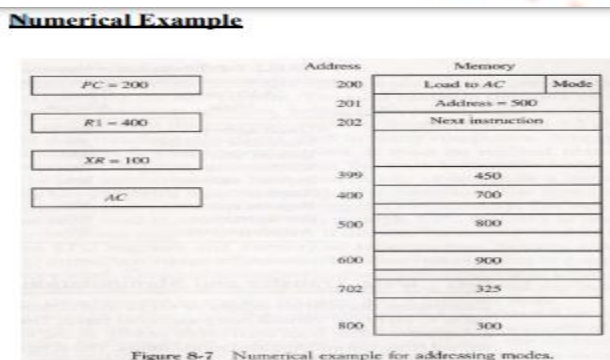 Numerical Example
Address Memory
PC = 200 200 Load to AC Mode
201 Address = 500
R1 = 400 202 Next instruction
XR = 100
399 450
AC 400 700
500 800
600 900
702 325
800 300
Figure 8-7 Numerical example for addressing modes.